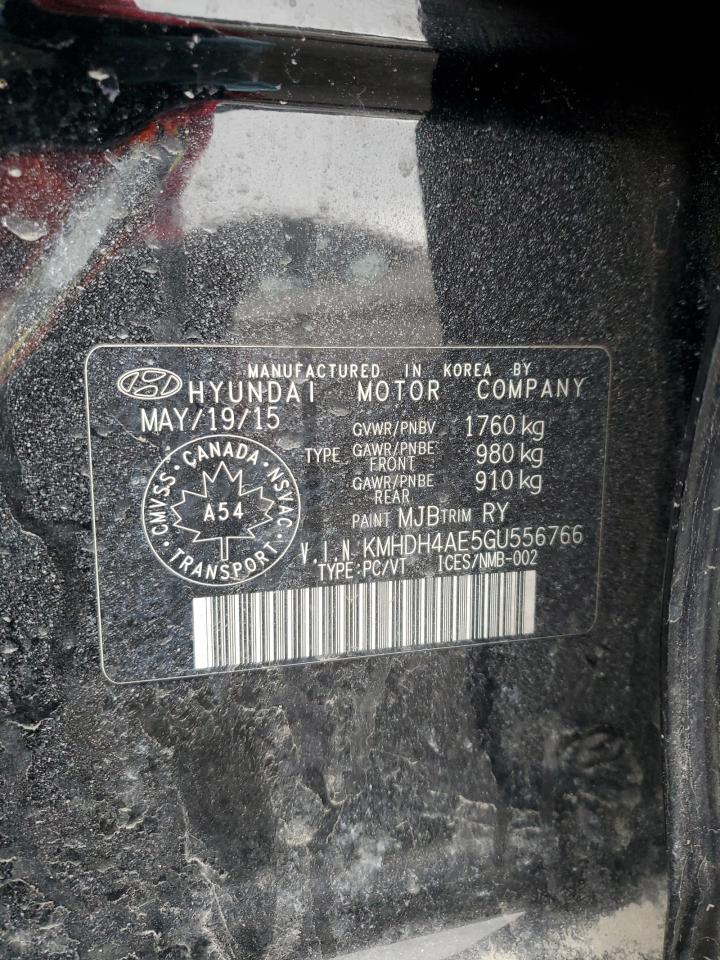 MANUFACTURED IN KOREA BY
HYUNDAI MOTOR COMPANY
MAY/19/15
GVWR/PNBV 1760 kg
TYPE GAWR/PNBE FRONT 980 kg
GAWR/PNBE REAR 910 kg
PAINT MJB TRIM RY
CMVSS · CANADA · NSVAC · TRANSPORT ·
A54
V.I.N. KMHDH4AE5GU556766
TYPE:PC/VT ICES/NMB-002